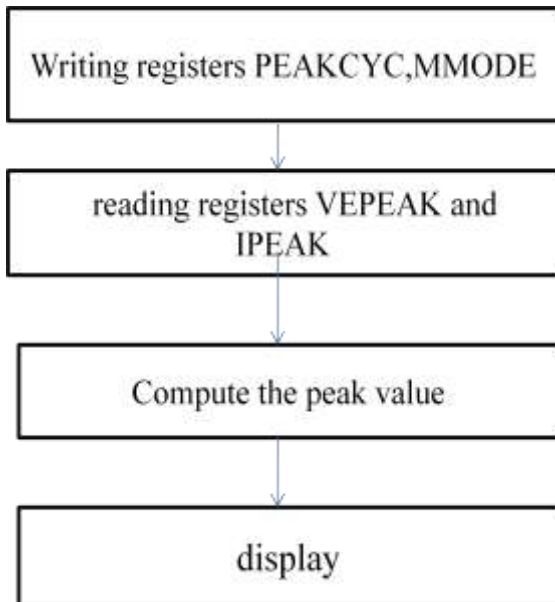 Writing registers PEAKCYC,MMODE
reading registers VEPEAK and
IPEAK
Compute the peak value
display